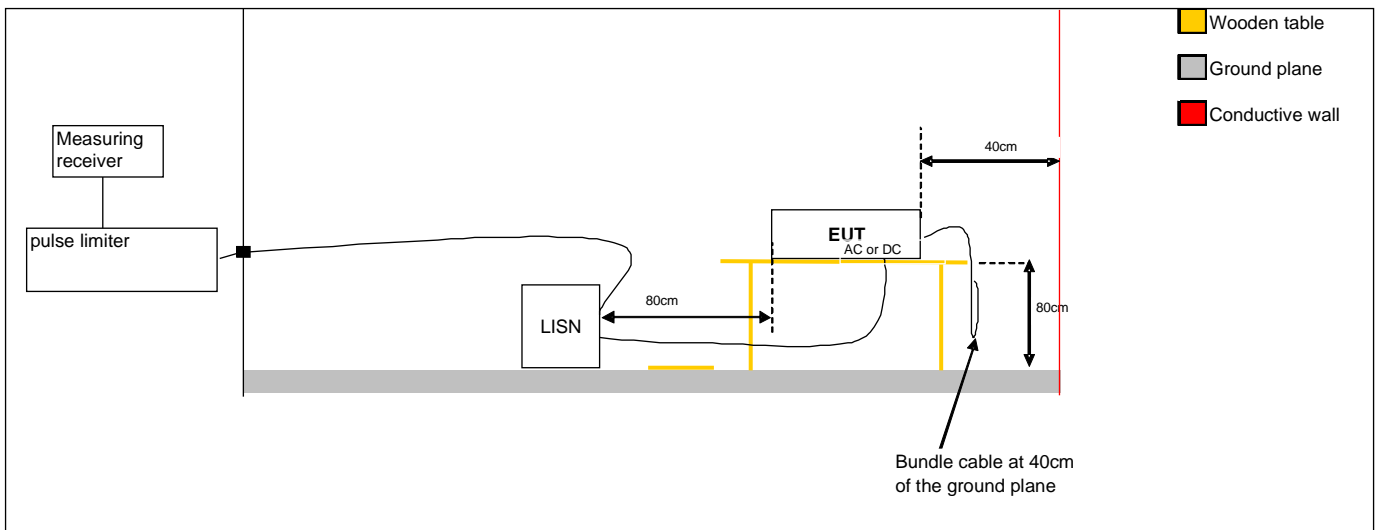 Wooden table
Ground plane
Conductive wall
Measuring
receiver
40cm
pulse limiter
EUT
AC or DC
80cm
80cm
LISN
Bundle cable at 40cm
of the ground plane